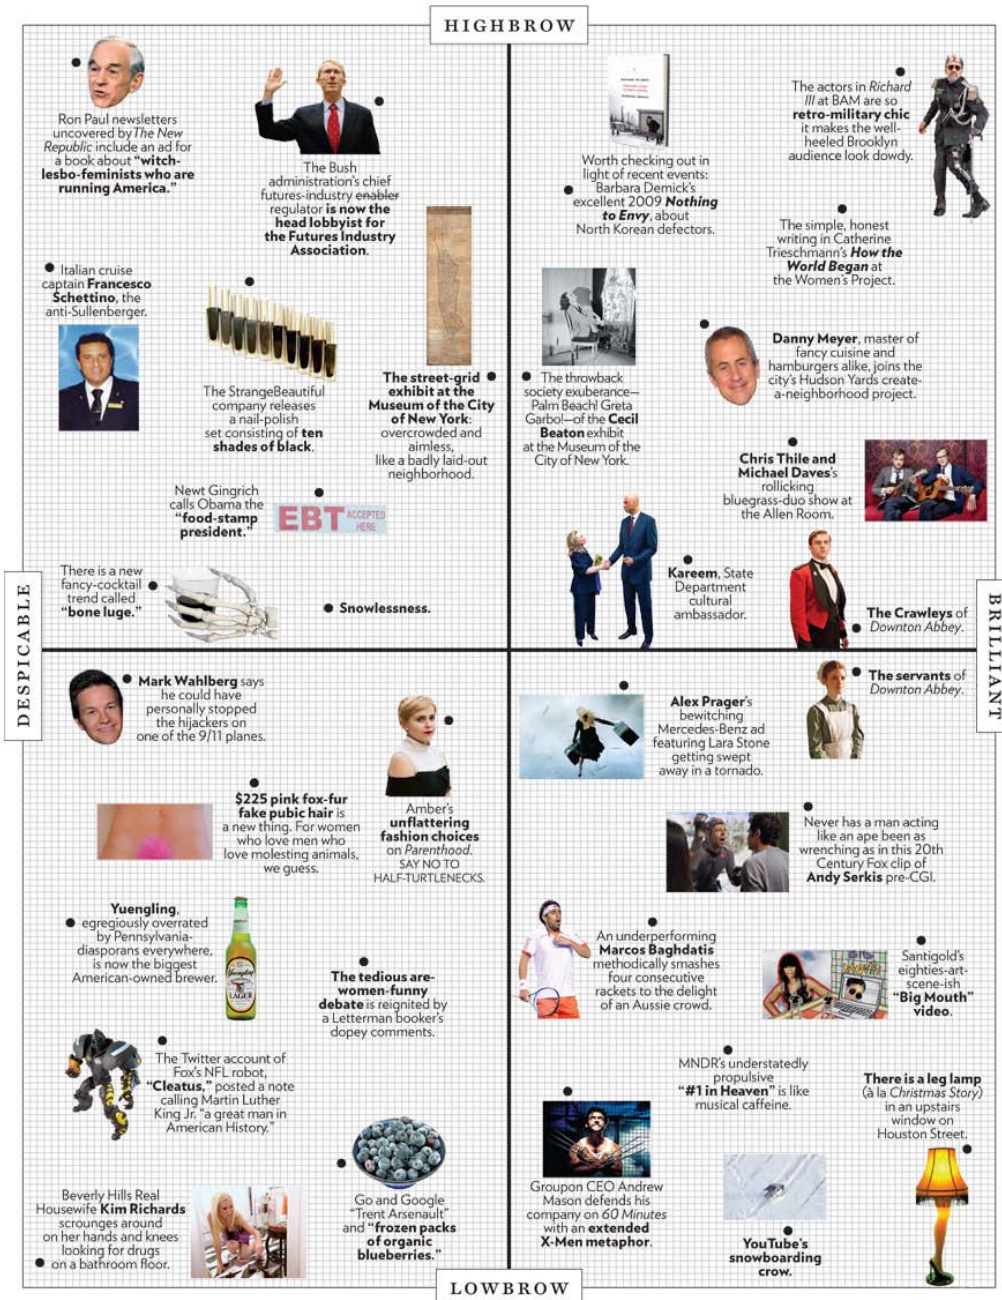 HIGHBROW
Ron Paul newsletters
uncovered by The New
Republic include an ad for
a book about “witch-
lesbo-feminists who are
running America.”
The Bush
administration’s chief
futures-industry enabler
regulator is now the
head lobbyist for
the Futures Industry
Association.
Worth checking out in
light of recent events:
Barbara Demick’s
excellent 2009 Nothing
to Envy, about
North Korean defectors.
The actors in Richard
III at BAM are so
retro-military chic
it makes the well-
heeled Brooklyn
audience look dowdy.
The simple, honest
writing in Catherine
Trieschmann’s How the
World Began at
the Women’s Project.
Italian cruise
captain Francesco
Schettino, the
anti-Sullenberger.
The StrangeBeautiful
company releases
a nail-polish
set consisting of ten
shades of black.
The street-grid
exhibit at the
Museum of the City
of New York:
overcrowded and
aimless,
like a badly laid-out
neighborhood.
The throwback
society exuberance—
Palm Beach! Greta
Garbo!—of the Cecil
Beaton exhibit
at the Museum of the
City of New York.
Danny Meyer, master of
fancy cuisine and
hamburgers alike, joins the
city’s Hudson Yards create-
a-neighborhood project.
Chris Thile and
Michael Daves’s
rollicking
bluegrass-duo show at
the Allen Room.
Newt Gingrich
calls Obama the
“food-stamp
president.”
EBT ACCEPTED
HERE
There is a new
fancy-cocktail
trend called
“bone luge.”
Snowlessness.
Kareem, State
Department
cultural
ambassador.
The Crawleys of
Downton Abbey.
DESPICABLE
BRILLIANT
Mark Wahlberg says
he could have
personally stopped
the hijackers on
one of the 9/11 planes.
$225 pink fox-fur
fake pubic hair is
a new thing. For women
who love men who
love molesting animals,
we guess.
Amber’s
unflattering
fashion choices
on Parenthood.
SAY NO TO
HALF-TURTLENECKS.
Alex Prager’s
bewitching
Mercedes-Benz ad
featuring Lara Stone
getting swept
away in a tornado.
The servants of
Downton Abbey.
Never has a man acting
like an ape been as
wrenching as in this 20th
Century Fox clip of
Andy Serkis pre-CGI.
Yuengling,
egregiously overrated
by Pennsylvania-
diasporans everywhere,
is now the biggest
American-owned brewer.
Yuengling
LAGER
The tedious are-
women-funny
debate is reignited by
a Letterman booker’s
dopey comments.
An underperforming
Marcos Baghdatis
methodically smashes
four consecutive
rackets to the delight
of an Aussie crowd.
Santigold’s
eighties-art-
scene-ish
“Big Mouth”
video.
The Twitter account of
Fox’s NFL robot,
“Cleatus,” posted a note
calling Martin Luther
King Jr. “a great man in
American History.”
MNDR’s understatedly
propulsive
“#1 in Heaven” is like
musical caffeine.
There is a leg lamp
(à la Christmas Story)
in an upstairs
window on
Houston Street.
Beverly Hills Real
Housewife Kim Richards
scrounges around
on her hands and knees
looking for drugs
on a bathroom floor.
Go and Google
“Trent Arsenault”
and “frozen packs
of organic
blueberries.”
Groupon CEO Andrew
Mason defends his
company on 60 Minutes
with an extended
X-Men metaphor.
YouTube’s
snowboarding
crow.
LOWBROW